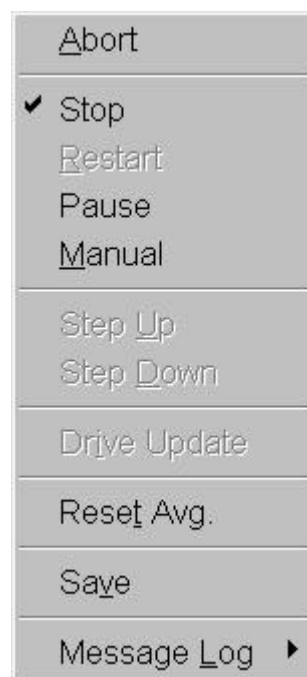 Abort
Stop
Restart
Pause
Manual
Step Up
Step Down
Drive Update
Reset Avg.
Save
Message Log